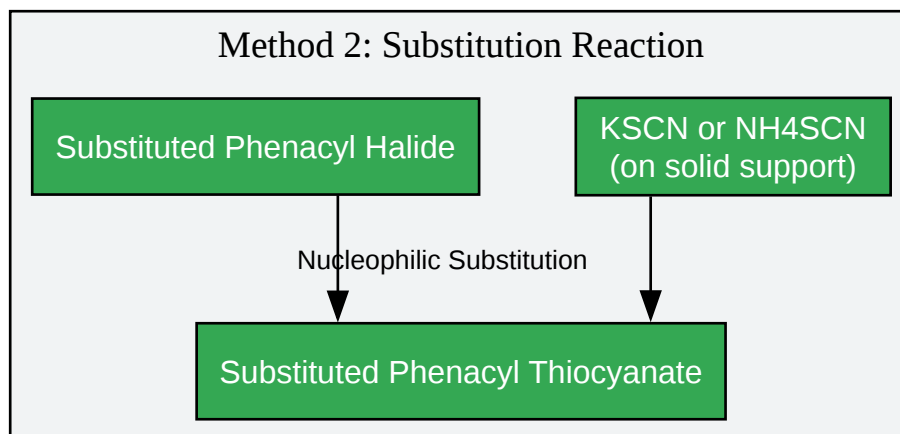 Method 2: Substitution Reaction
Substituted Phenacyl Halide
KSCN or NH4SCN
(on solid support)
Nucleophilic Substitution
Substituted Phenacyl Thiocyanate